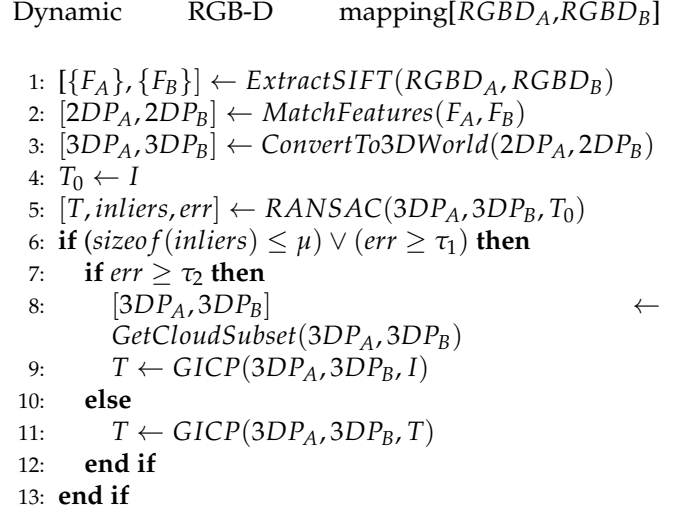 Dynamic RGB-D mapping[RGBD_A,RGBD_B]
1: [{F_A},{F_B}] ← ExtractSIFT(RGBD_A,RGBD_B)
2: [2DP_A,2DP_B] ← MatchFeatures(F_A,F_B)
3: [3DP_A,3DP_B] ← ConvertTo3DWorld(2DP_A,2DP_B)
4: T_0 ← I
5: [T,inliers,err] ← RANSAC(3DP_A,3DP_B,T_0)
6: if (sizeof(inliers) ≤ μ) ∨ (err ≥ τ_1) then
7: if err ≥ τ_2 then
8: [3DP_A,3DP_B] ←
GetCloudSubset(3DP_A,3DP_B)
9: T ← GICP(3DP_A,3DP_B,I)
10: else
11: T ← GICP(3DP_A,3DP_B,T)
12: end if
13: end if